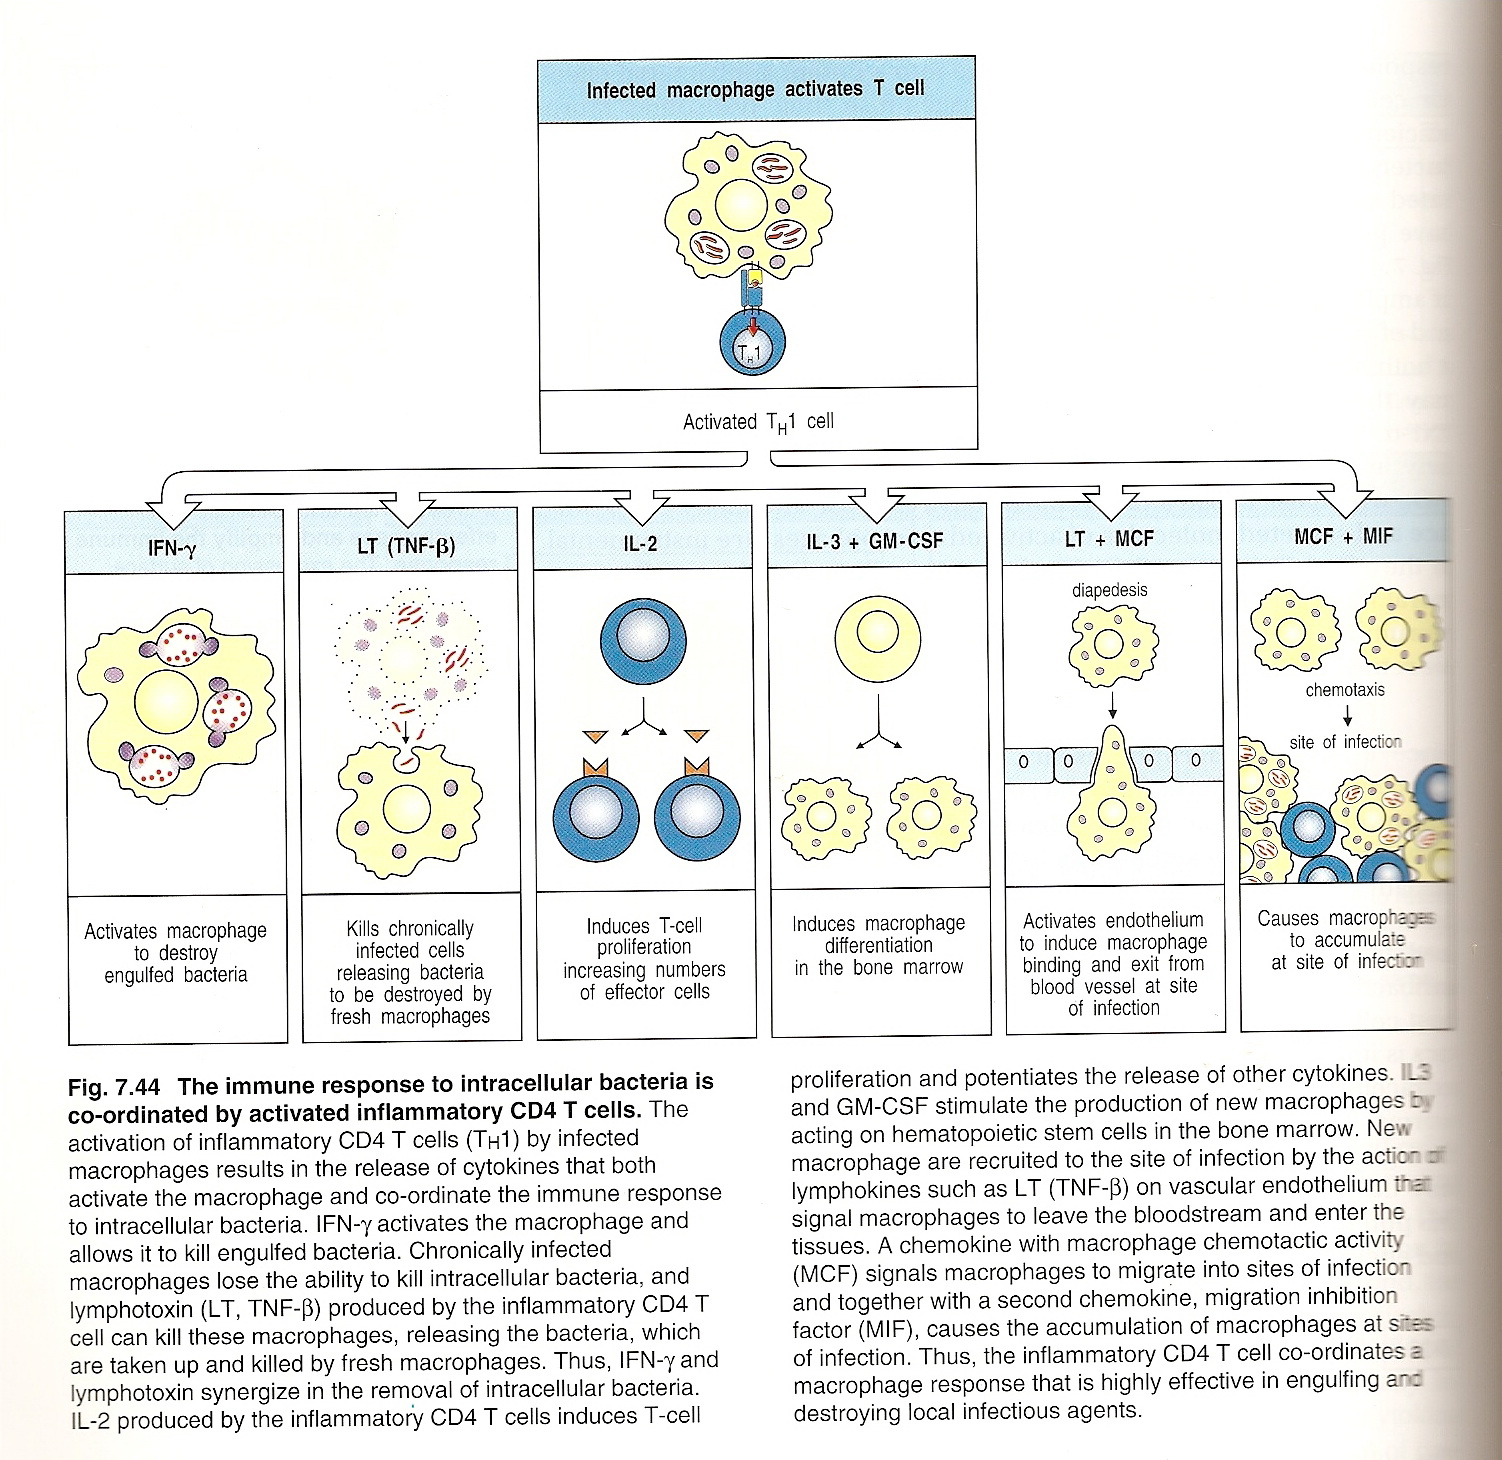 Infected macrophage activates T cell
TH1
Activated TH1 cell
IFN-γ
Activates macrophage
to destroy
engulfed bacteria
LT (TNF-β)
Kills chronically
infected cells
releasing bacteria
to be destroyed by
fresh macrophages
IL-2
Induces T-cell
proliferation
increasing numbers
of effector cells
IL-3 + GM-CSF
Induces macrophage
differentiation
in the bone marrow
LT + MCF
diapedesis
Activates endothelium
to induce macrophage
binding and exit from
blood vessel at site
of infection
MCF + MIF
chemotaxis
site of infection
Causes macrophages
to accumulate
at site of infection
Fig. 7.44 The immune response to intracellular bacteria is
co-ordinated by activated inflammatory CD4 T cells. The
activation of inflammatory CD4 T cells (TH1) by infected
macrophages results in the release of cytokines that both
activate the macrophage and co-ordinate the immune response
to intracellular bacteria. IFN-γ activates the macrophage and
allows it to kill engulfed bacteria. Chronically infected
macrophages lose the ability to kill intracellular bacteria, and
lymphotoxin (LT, TNF-β) produced by the inflammatory CD4 T
cell can kill these macrophages, releasing the bacteria, which
are taken up and killed by fresh macrophages. Thus, IFN-γ and
lymphotoxin synergize in the removal of intracellular bacteria.
IL-2 produced by the inflammatory CD4 T cells induces T-cell
proliferation and potentiates the release of other cytokines. IL3
and GM-CSF stimulate the production of new macrophages by
acting on hematopoietic stem cells in the bone marrow. New
macrophage are recruited to the site of infection by the action of
lymphokines such as LT (TNF-β) on vascular endothelium that
signal macrophages to leave the bloodstream and enter the
tissues. A chemokine with macrophage chemotactic activity
(MCF) signals macrophages to migrate into sites of infection
and together with a second chemokine, migration inhibition
factor (MIF), causes the accumulation of macrophages at sites
of infection. Thus, the inflammatory CD4 T cell co-ordinates a
macrophage response that is highly effective in engulfing and
destroying local infectious agents.